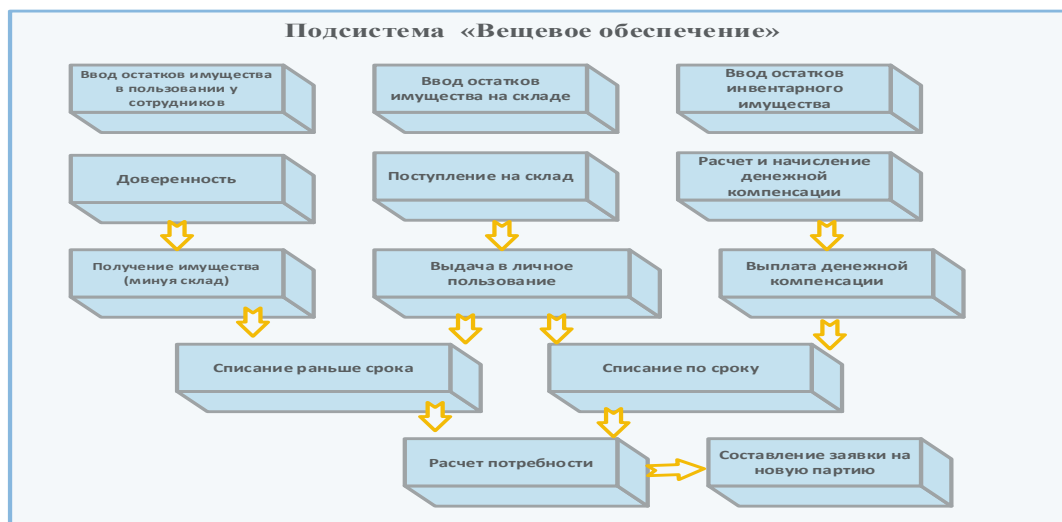 Подсистема «Вещевое обеспечение»
Ввод остатков имущества
в пользовании у
сотрудников
Ввод остатков
имущества на складе
Ввод остатков
инвентарного
имущества
Доверенность
Поступление на склад
Расчет и начисление
денежной
компенсации
Получение имущества
(минуя склад)
Выдача в личное
пользование
Выплата денежной
компенсации
Списание раньше срока
Списание по сроку
Расчет потребности
Составление заявки на
новую партию